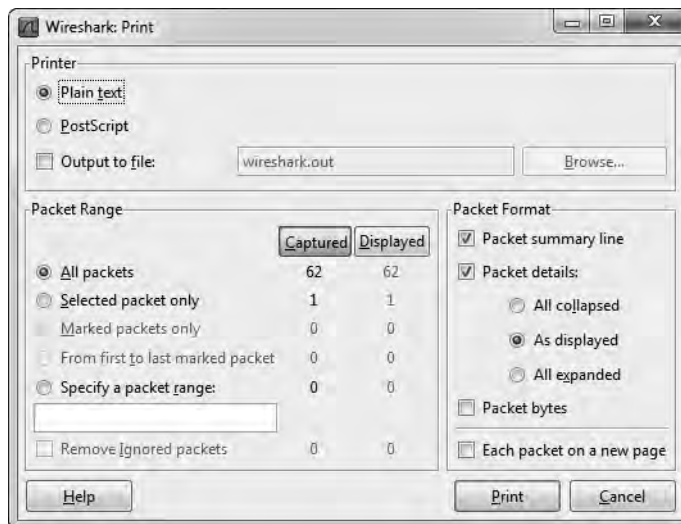 Wireshark: Print
Printer
Plain text
PostScript
Output to file:
wireshark.out
Browse...
Packet Range
Captured Displayed
All packets 62 62
Selected packet only 1 1
Marked packets only 0 0
From first to last marked packet 0 0
Specify a packet range: 0 0
Remove Ignored packets 0 0
Packet Format
Packet summary line
Packet details:
All collapsed
As displayed
All expanded
Packet bytes
Each packet on a new page
Help
Print
Cancel